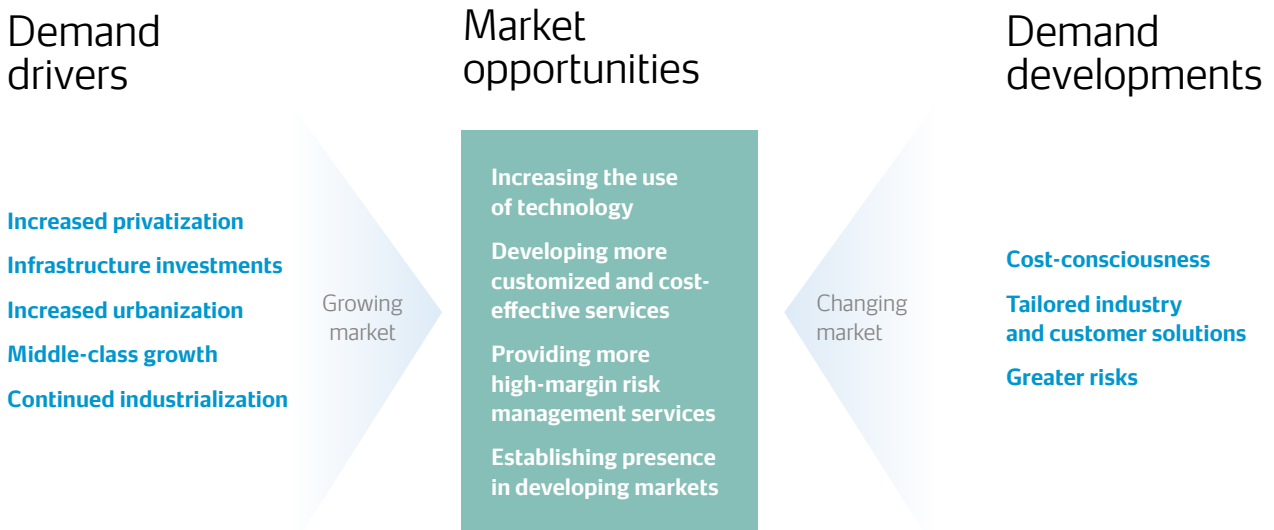 Demand
drivers
Increased privatization
Infrastructure investments
Increased urbanization
Middle-class growth
Continued industrialization
Growing
market
Market
opportunities
Increasing the use
of technology
Developing more
customized and cost-
effective services
Providing more
high-margin risk
management services
Establishing presence
in developing markets
Changing
market
Demand
developments
Cost-consciousness
Tailored industry
and customer solutions
Greater risks